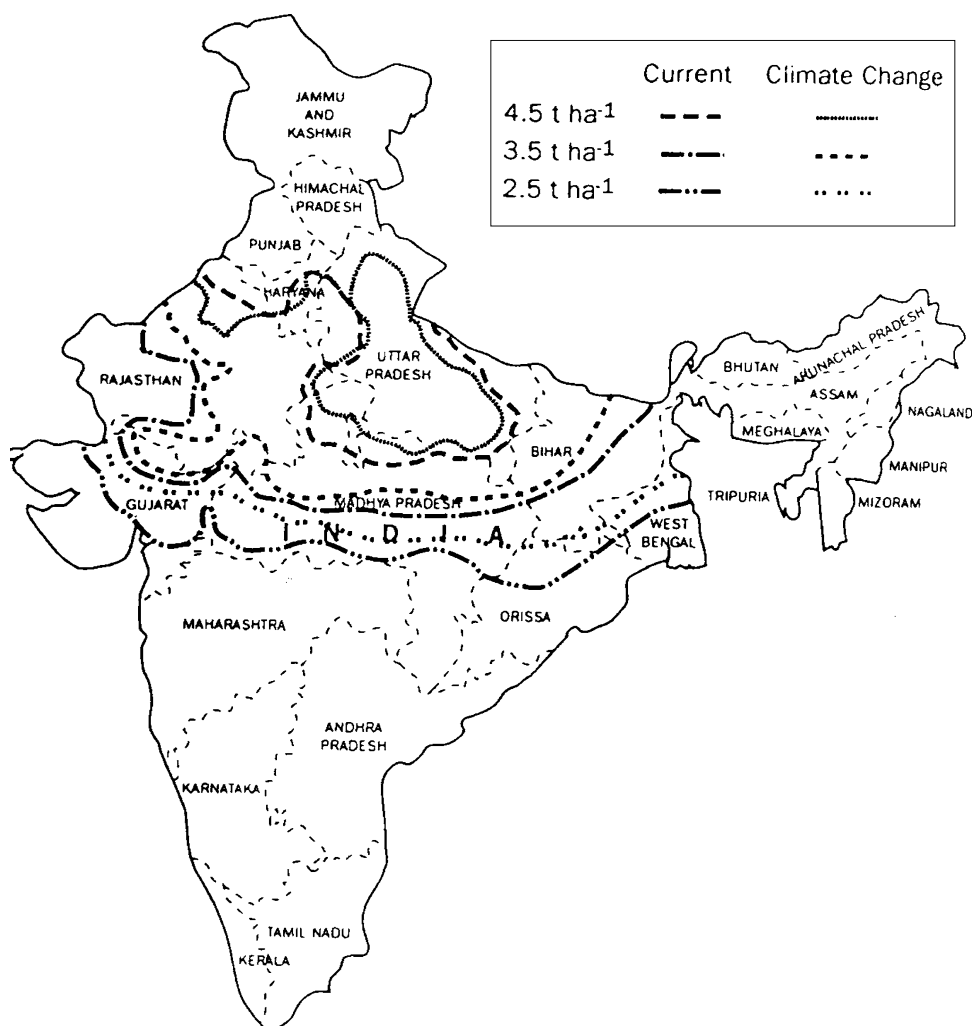 Current Climate Change
4.5 t ha-1
3.5 t ha-1
2.5 t ha-1
JAMMU
AND
KASHMIR
HIMACHAL
PRADESH
PUNJAB
HARYANA
RAJASTHAN
UTTAR
PRADESH
BHUTAN
ARUNACHAL PRADESH
ASSAM
NAGALAND
MEGHALAYA
BIHAR
MANIPUR
GUJARAT
MADHYA PRADESH
TRIPURIA
MIZORAM
INDIA
WEST
BENGAL
MAHARASHTRA
ORISSA
ANDHRA
PRADESH
KARNATAKA
TAMIL NADU
KERALA